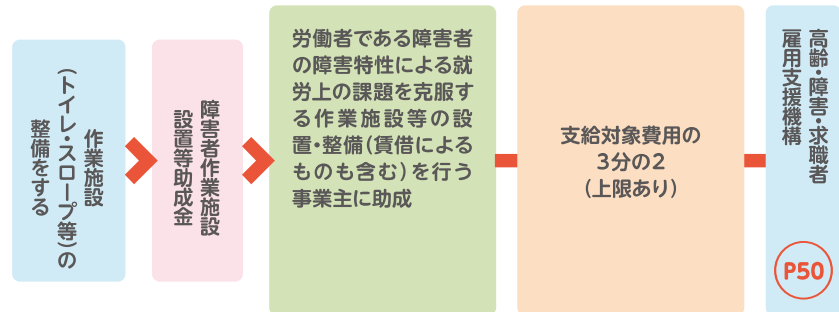 作業施設
(トイレ・スロープ等)の
整備をする
障害者作業施設
設置等助成金
労働者である障害者
の障害特性による就
労上の課題を克服す
る作業施設等の設
置・整備(賃借による
ものも含む)を行う
事業主に助成
支給対象費用の
3分の2
(上限あり)
高齢・障害・求職者
雇用支援機構
P50